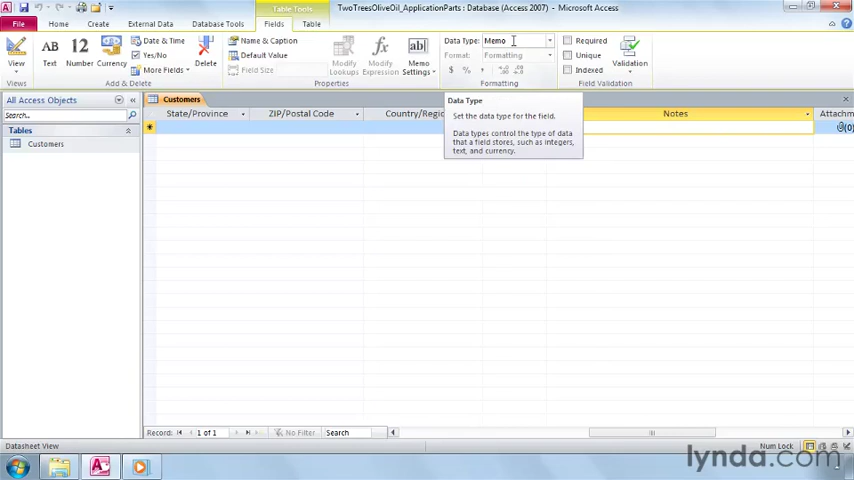 Table Tools
TwoTreesOliveOil_ApplicationParts : Database (Access 2007) - Microsoft Access
File Create External Data Database Tools Fields Table
View
Views
AB Text
12 Number
Currency
Date & Time
Yes/No
More Fields
Delete
Add & Delete
Name & Caption
Default Value
Field Size
Modify Lookups
fx Modify Expression
ab Memo Settings
Properties
Data Type: Memo
Format: Formatting
$ % ,
Formatting
Required
Unique
Indexed
Validation
Field Validation
All Access Objects
Search...
Tables
Customers
Customers
State/Province ZIP/Postal Code Country/Regio Notes Attachm
(0)
Data Type
Set the data type for the field.
Data types control the type of data
that a field stores, such as integers,
text, and currency.
Record: 1 of 1 No Filter Search
Datasheet View Num Lock
lynda.com